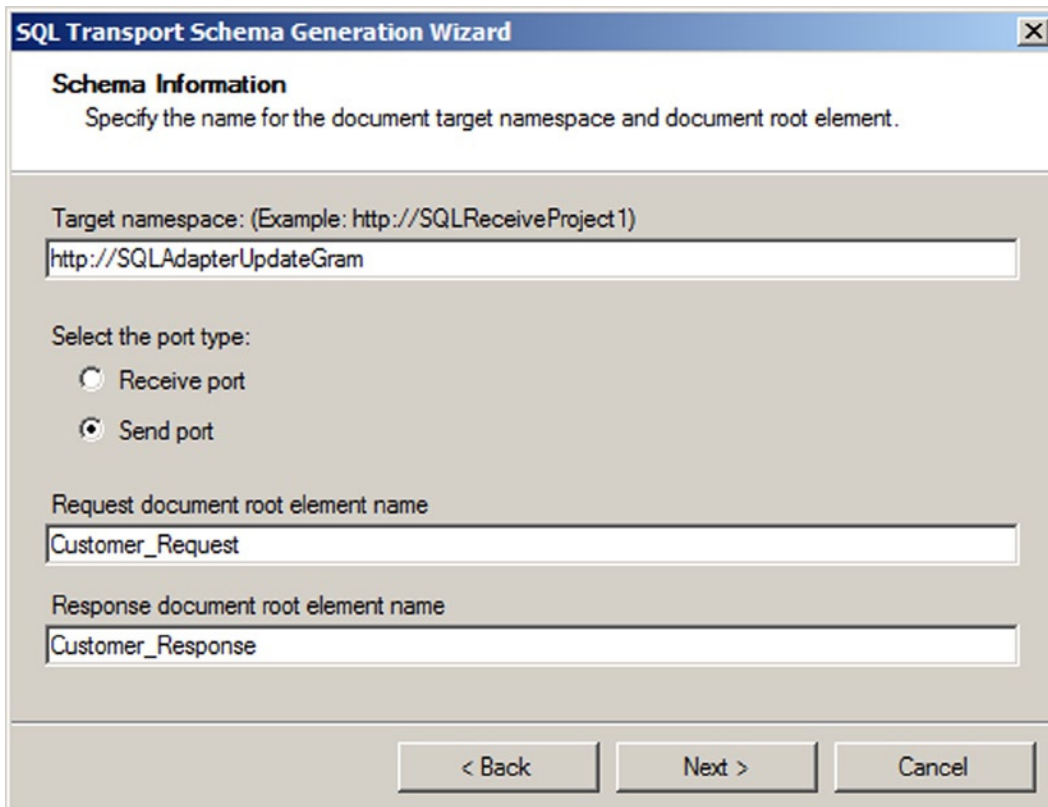 SQL Transport Schema Generation Wizard
Schema Information
Specify the name for the document target namespace and document root element.
Target namespace: (Example: http://SQLReceiveProject1)
http://SQLAdapterUpdateGram
Select the port type:
Receive port
Send port
Request document root element name
Customer_Request
Response document root element name
Customer_Response
< Back
Next >
Cancel